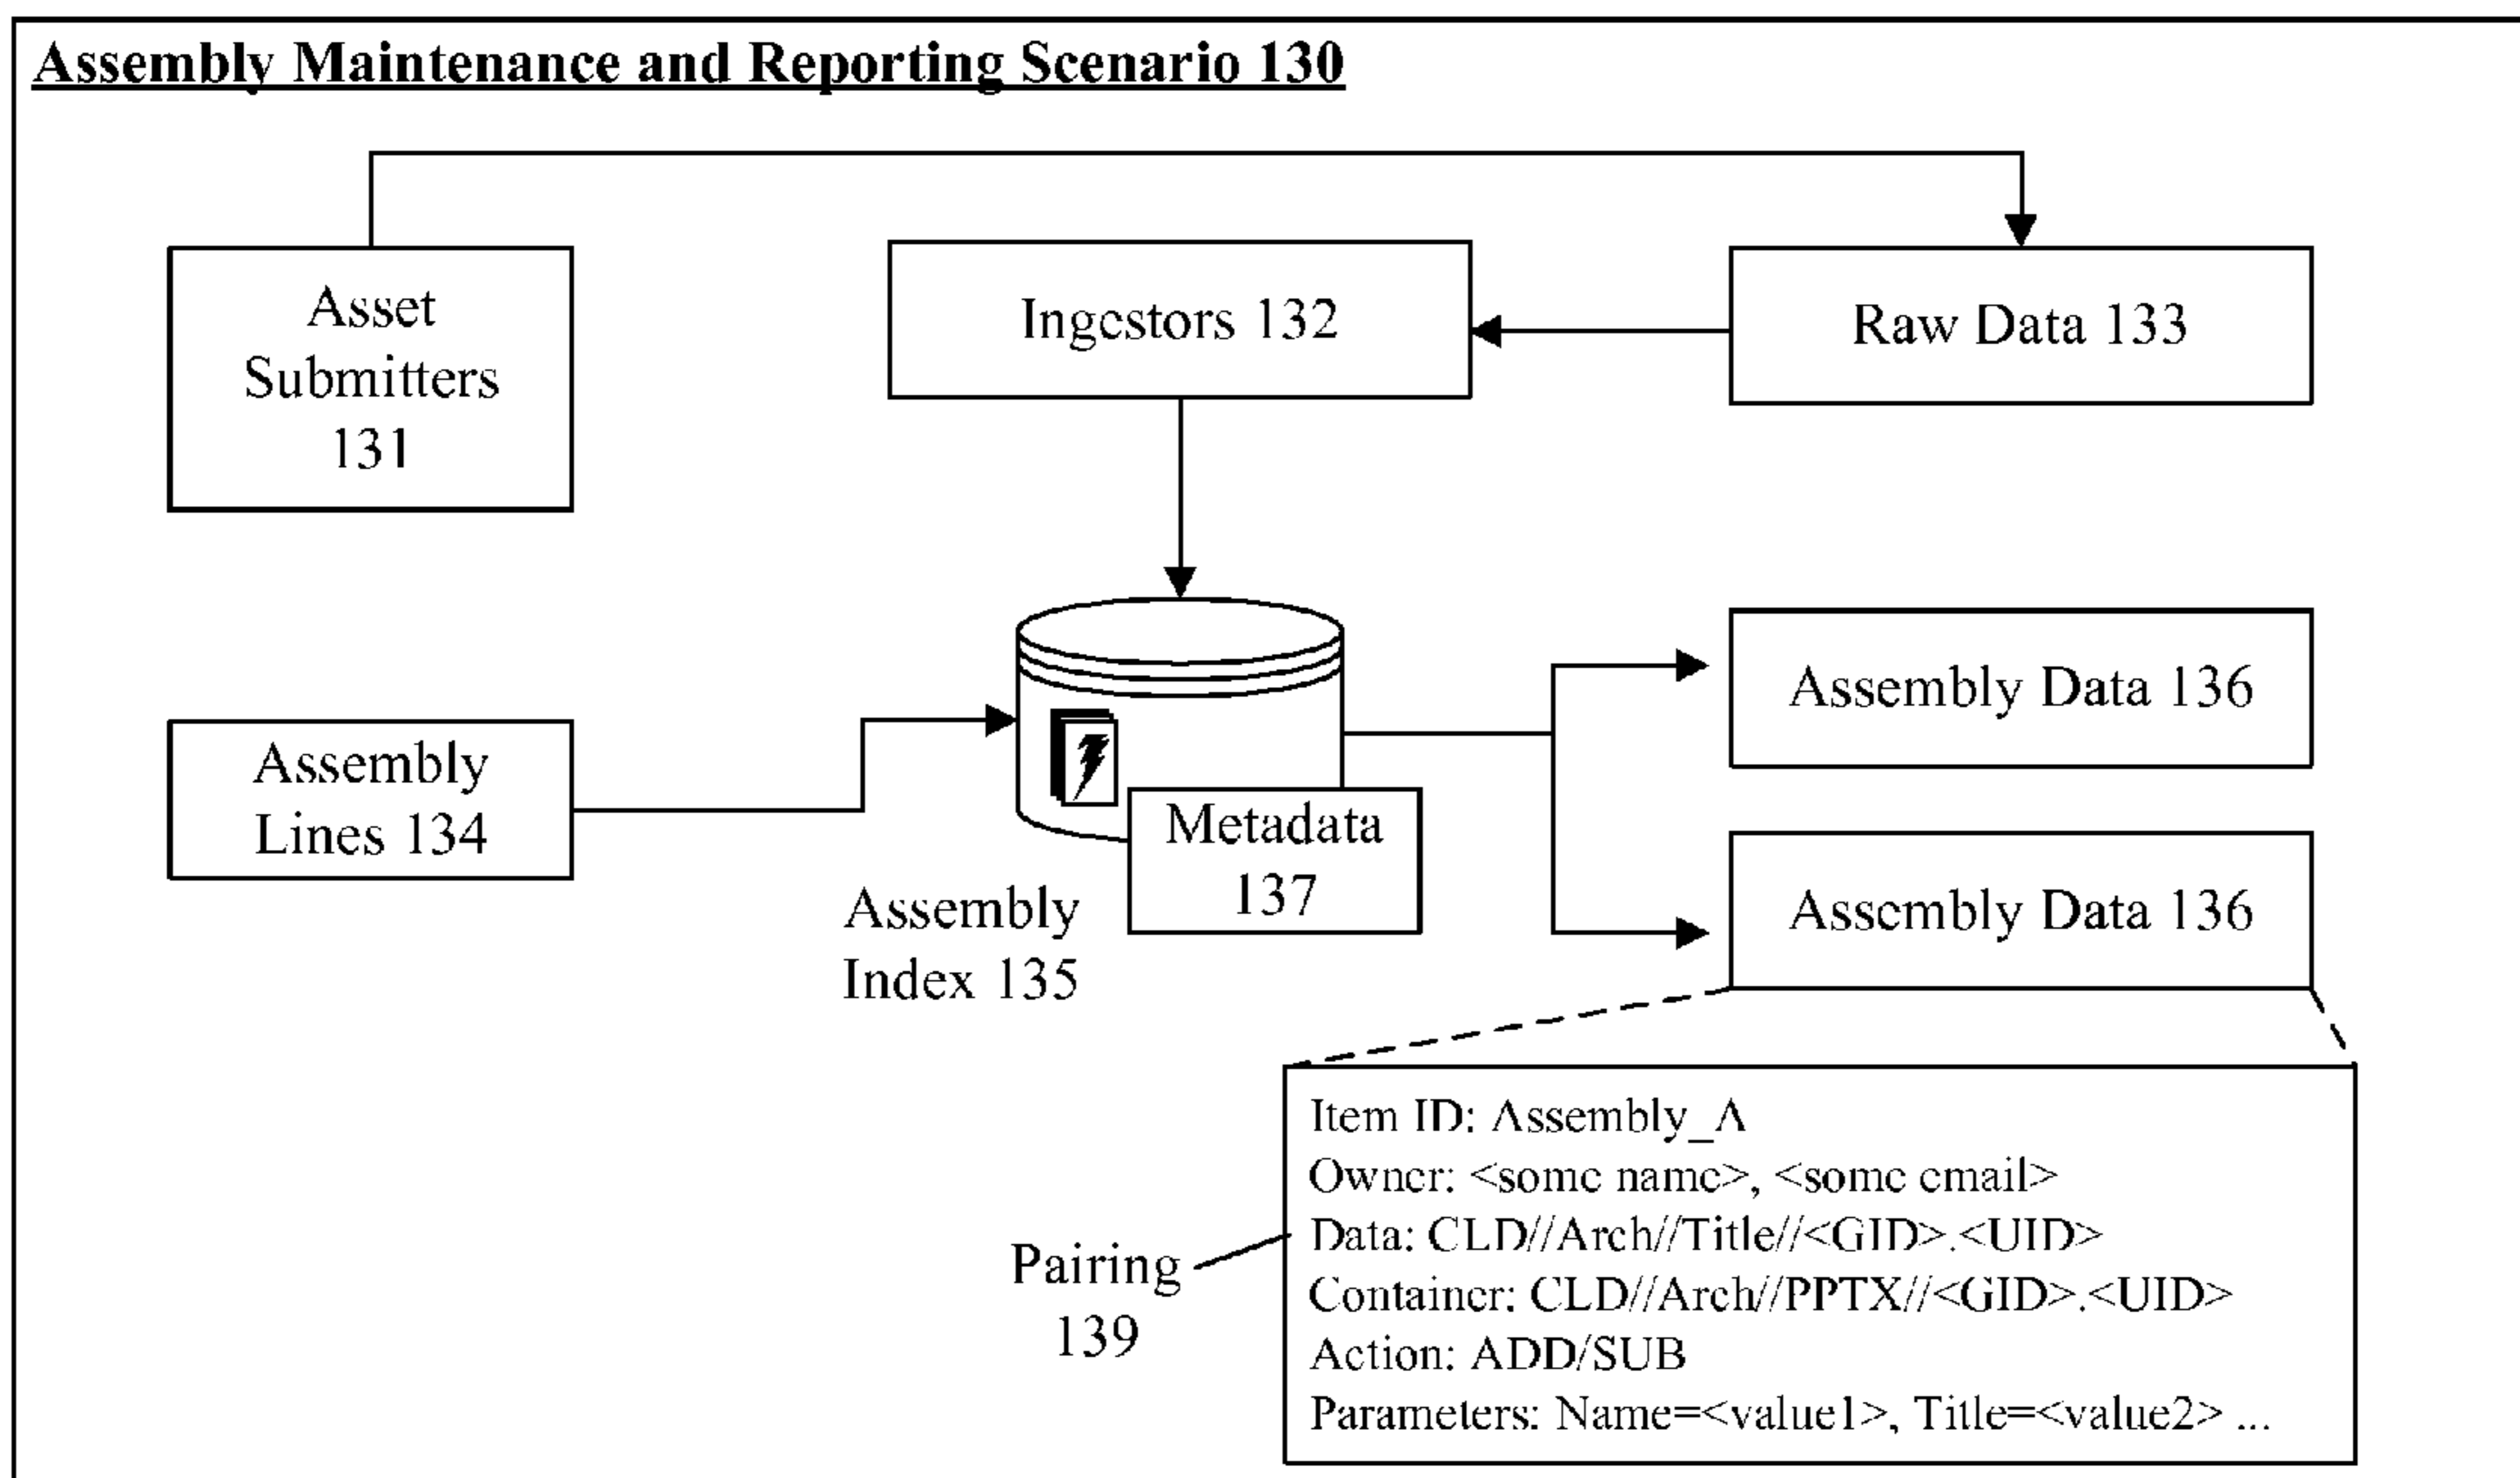 Assembly Maintenance and Reporting Scenario 130
Asset
Submitters
131
Ingestors 132
Raw Data 133
Assembly
Lines 134
Metadata
137
Assembly
Index 135
Assembly Data 136
Assembly Data 136
Pairing
139
Item ID: Assembly_A
Owner: <some name>, <some email>
Data: CLD//Arch//Title//<GID>.<UID>
Container: CLD//Arch//PPTX//<GID>.<UID>
Action: ADD/SUB
Parameters: Name=<value1>, Title=<value2> ...